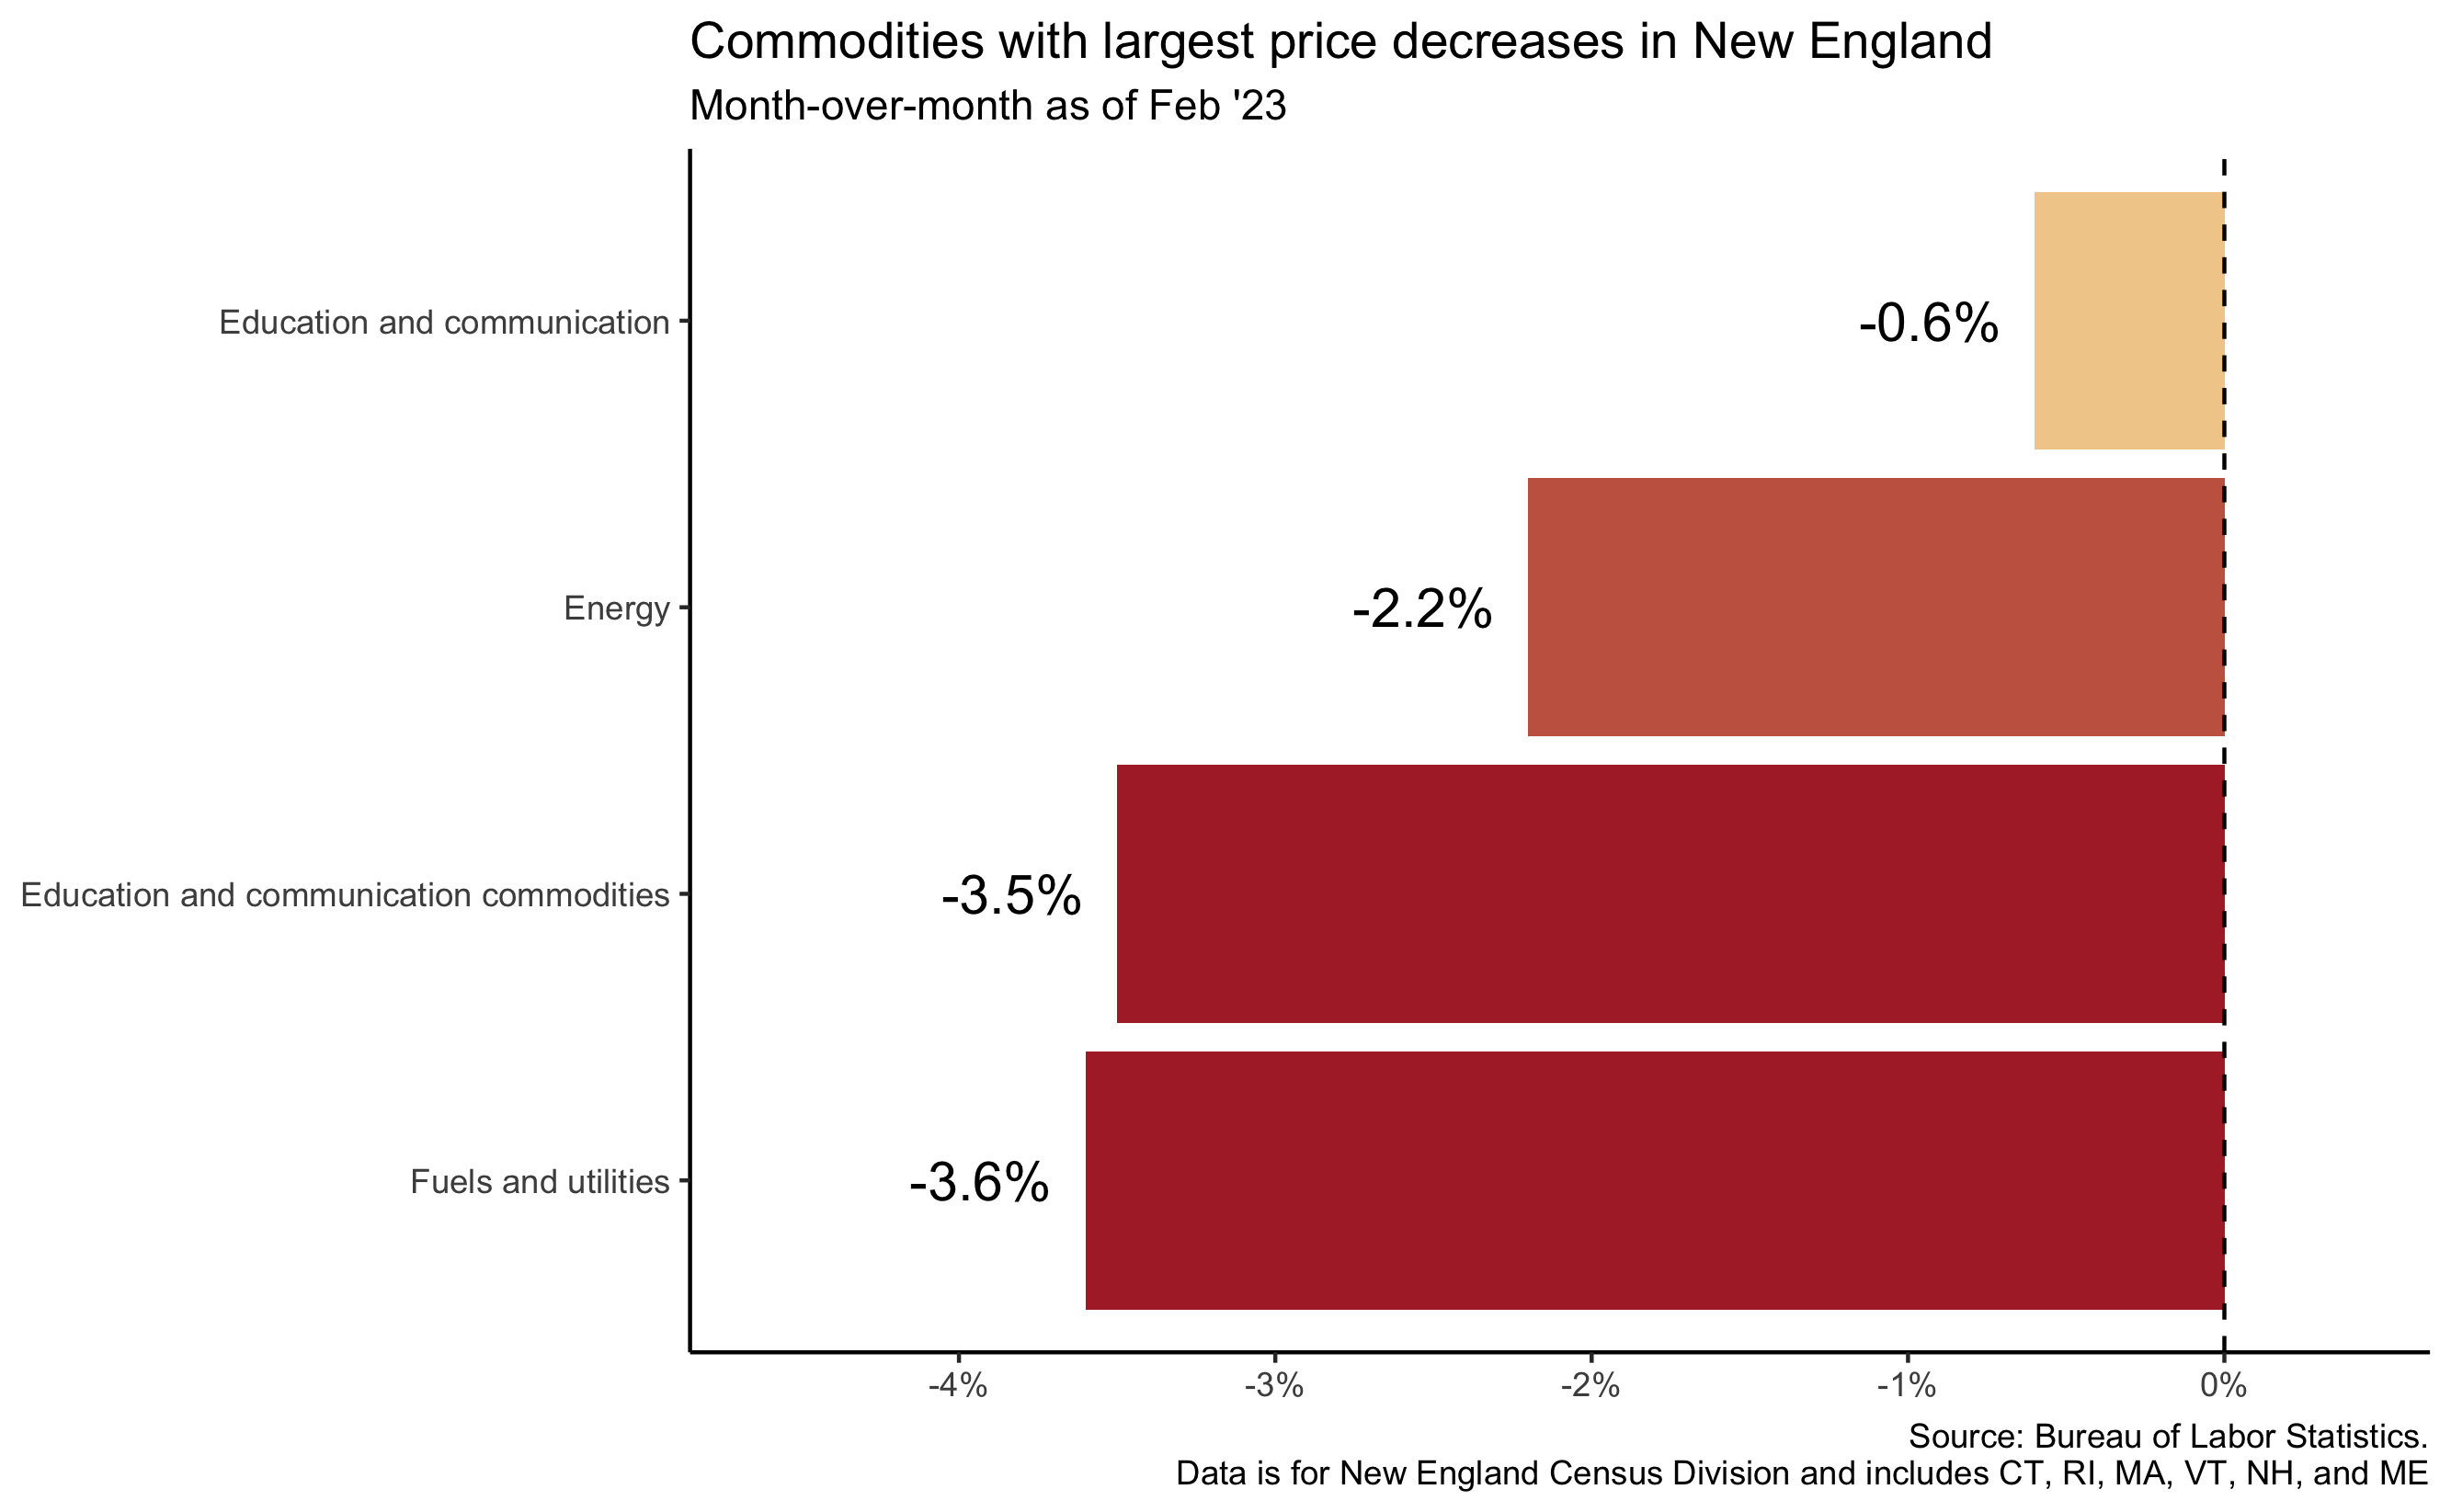 Commodities with largest price decreases in New England
Month-over-month as of Feb '23
Education and communication
-0.6%
Energy
-2.2%
Education and communication commodities
-3.5%
Fuels and utilities
-3.6%
-4%
-3%
-2%
-1%
0%
Source: Bureau of Labor Statistics.
Data is for New England Census Division and includes CT, RI, MA, VT, NH, and ME